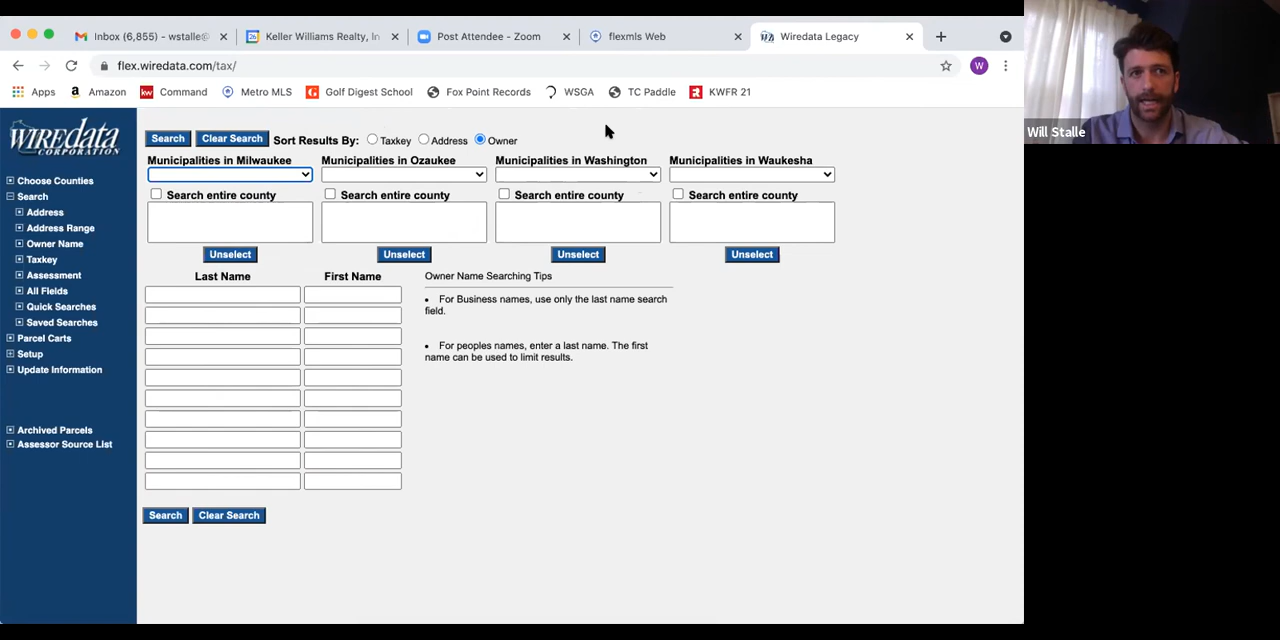 Inbox (6,855) - wstalle@
Keller Williams Realty, In
Post Attendee - Zoom
flexmls Web
Wiredata Legacy
flex.wiredata.com/tax/
W
Apps
Amazon
kw Command
Metro MLS
G Golf Digest School
Fox Point Records
WSGA
TC Paddle
KWFR 21
WIREDATA
CORPORATION
Choose Counties
Search
Address
Address Range
Owner Name
Taxkey
Assessment
All Fields
Quick Searches
Saved Searches
Parcel Carts
Setup
Update Information
Archived Parcels
Assessor Source List
Search Clear Search Sort Results By: Taxkey Address Owner
Municipalities in Milwaukee Municipalities in Ozaukee Municipalities in Washington Municipalities in Waukesha
Search entire county Search entire county Search entire county Search entire county
Unselect Unselect Unselect Unselect
Last Name First Name
Owner Name Searching Tips
• For Business names, use only the last name search
field.
• For peoples names, enter a last name. The first
name can be used to limit results.
Search Clear Search
Will Stalle